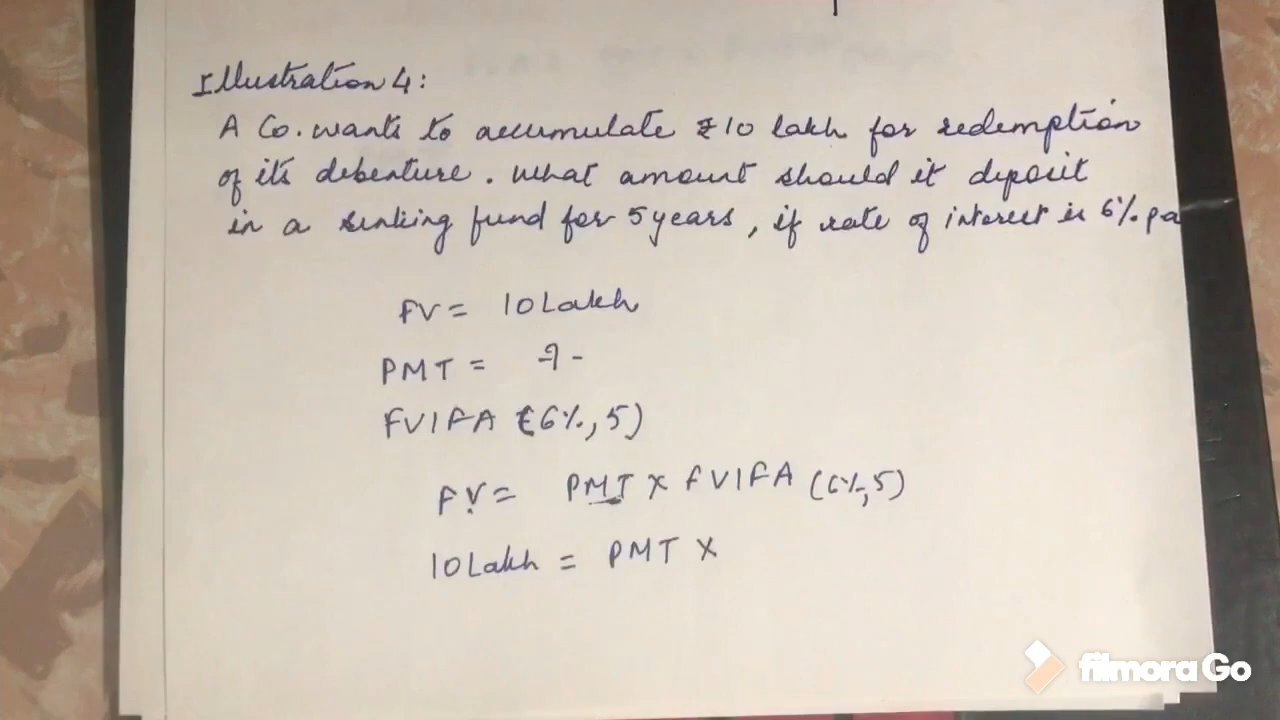 Illustration 4:
A Co. wants to accumulate ₹10 lakh for redemption
of its debenture. What amount should it deposit
in a sinking fund for 5 years, if rate of interest is 6% pa
FV = 10 Lakh
PMT = -?-
FVIFA (6%, 5)
FV = PMT X FVIFA (6%, 5)
10 Lakh = PMT X
filmora Go